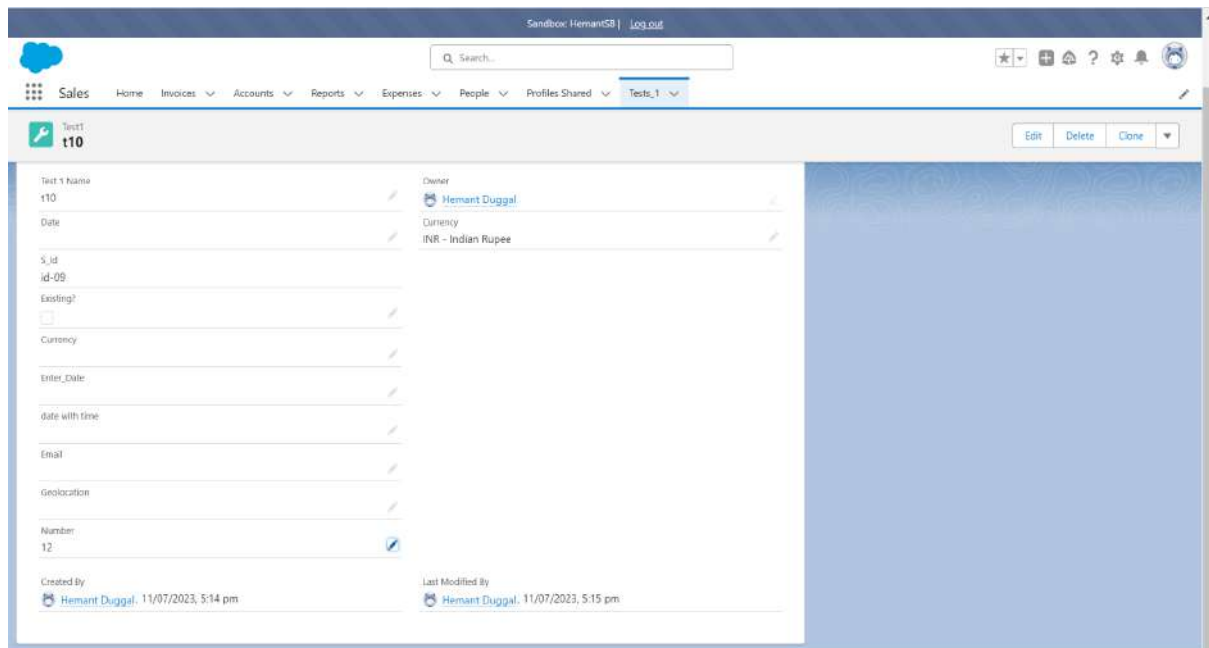 Sandbox: HemantSB | Log out
Search...
Sales Home Invoices Accounts Reports Expenses People Profiles Shared Tests_1
Test1
t10
Edit Delete Clone
Test 1 Name
t10
Owner
Hemant Duggal
Date
Currency
INR - Indian Rupee
S_id
id-09
Existing?
Currency
Enter_Date
date with time
Email
Geolocation
Number
12
Created By
Hemant Duggal, 11/07/2023, 5:14 pm
Last Modified By
Hemant Duggal, 11/07/2023, 5:15 pm